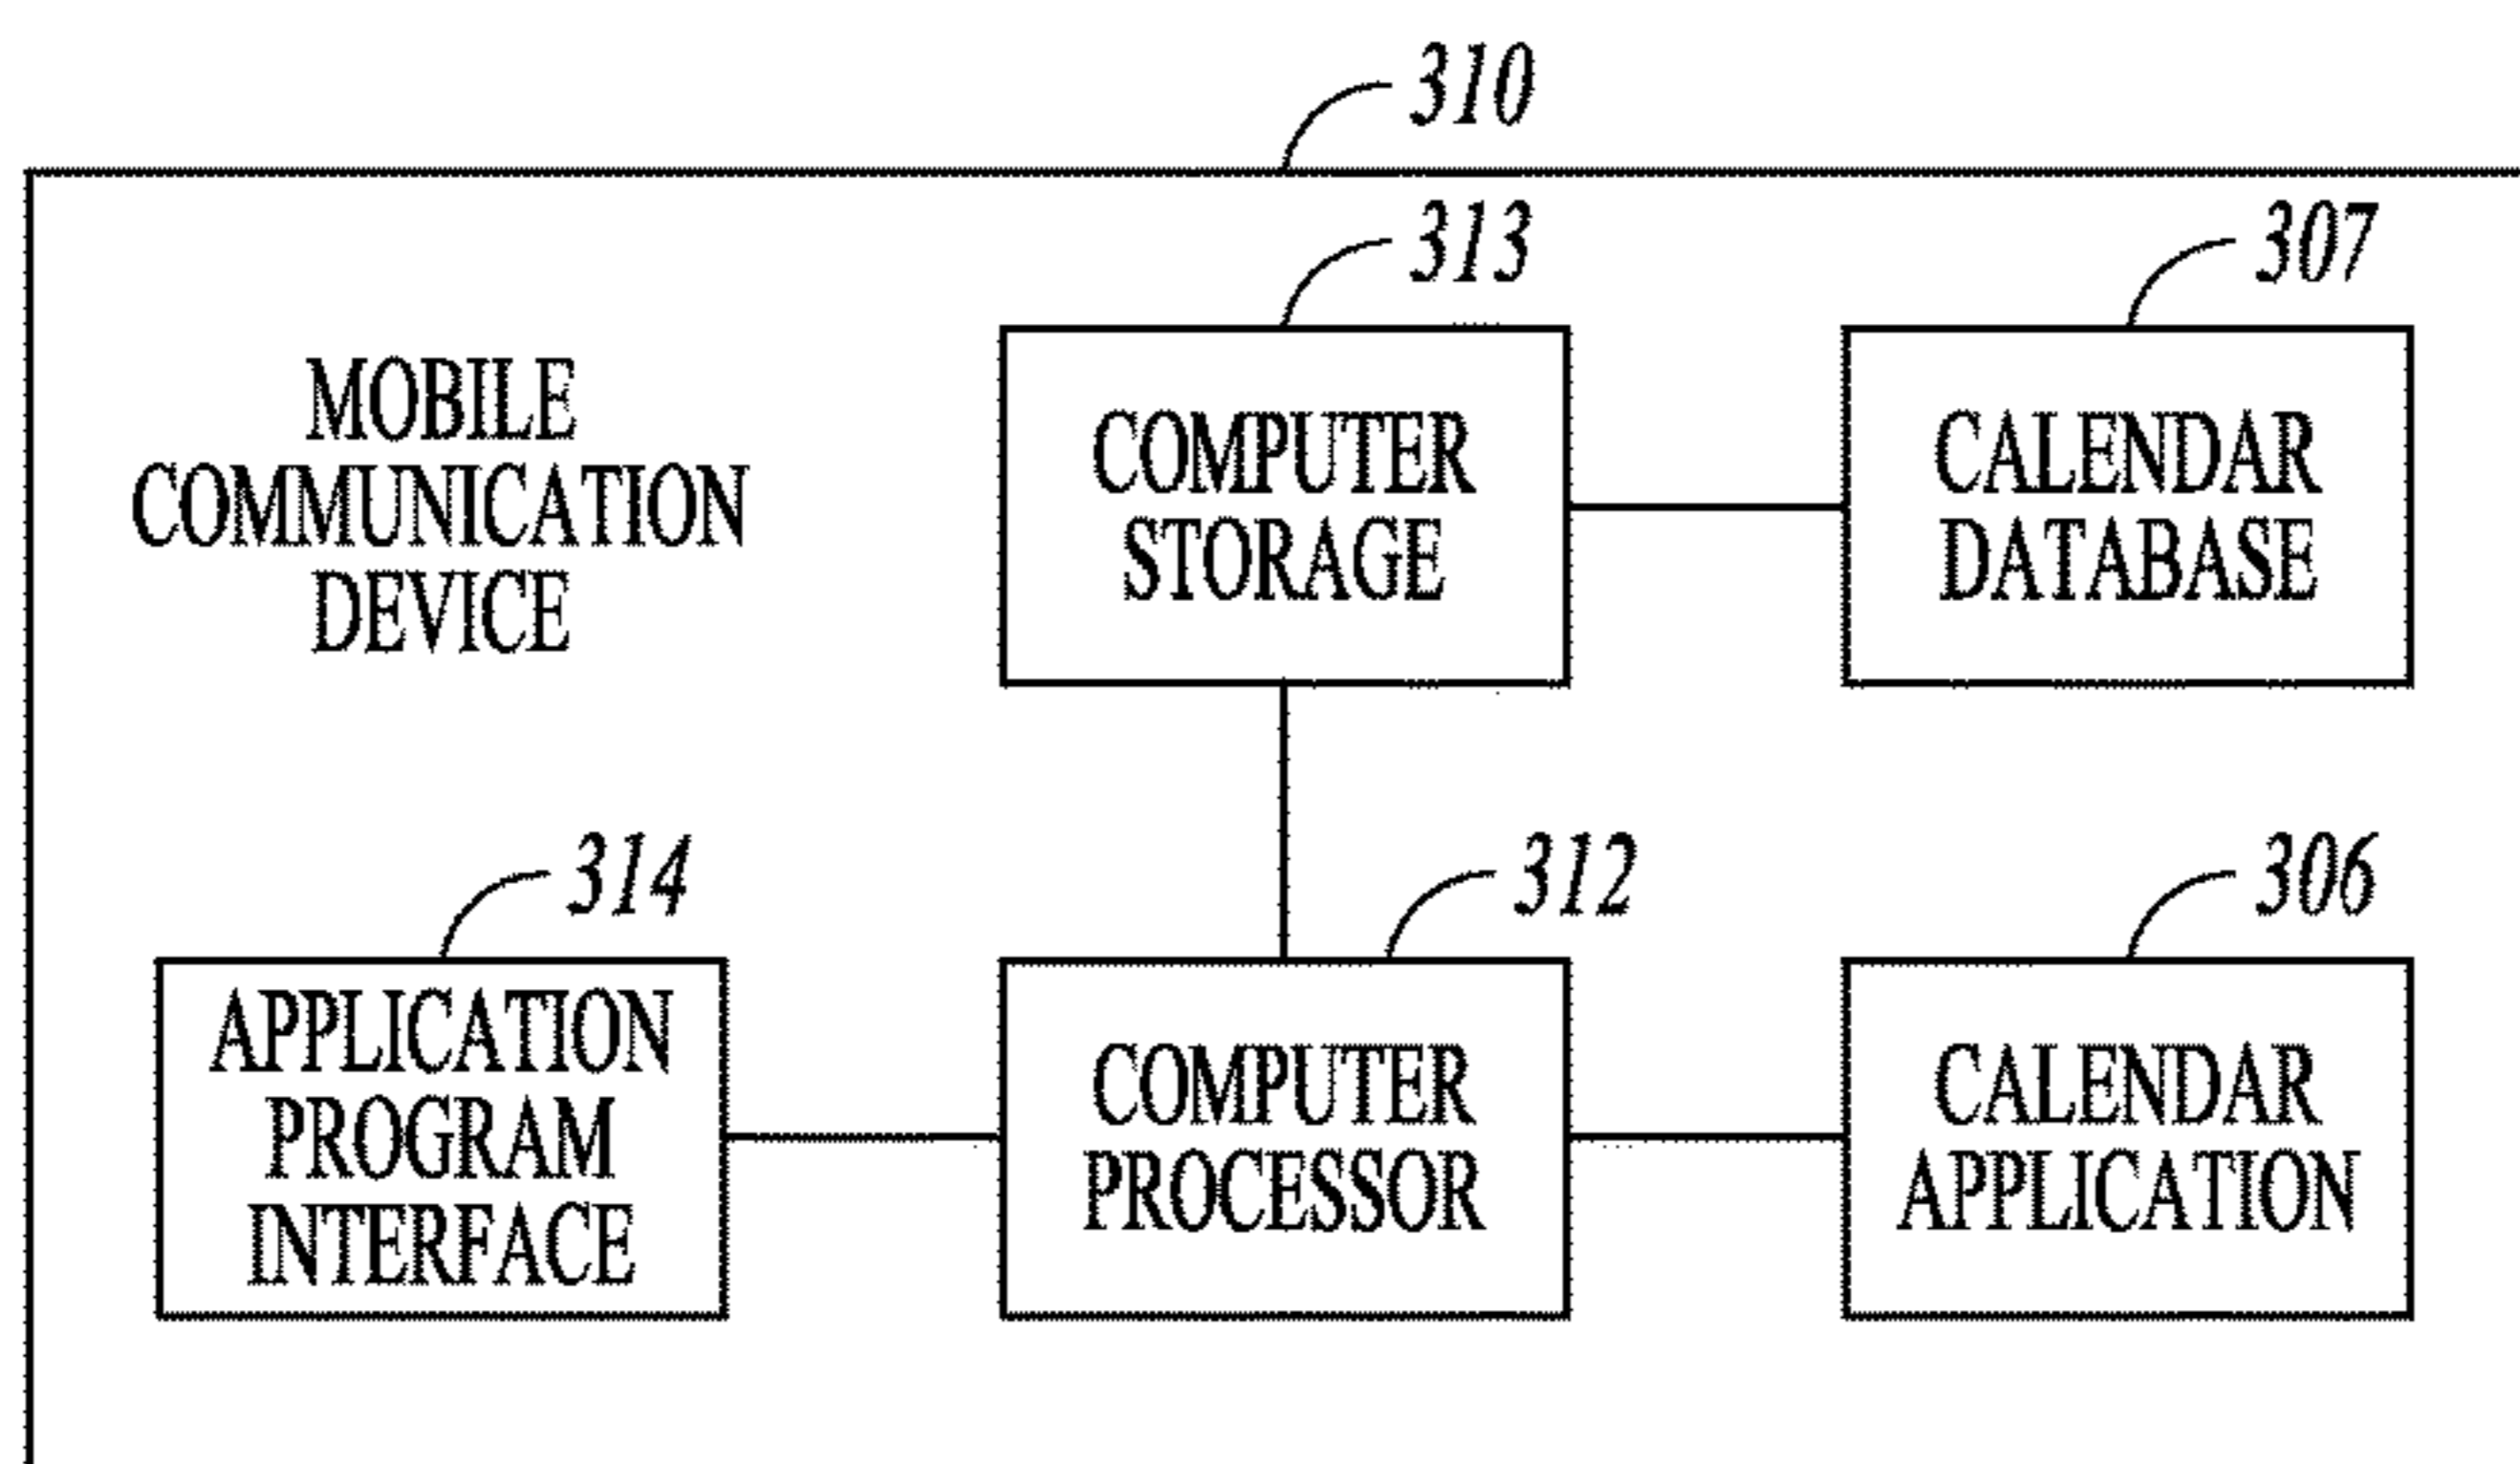 310
313
307
MOBILE
COMMUNICATION
DEVICE
COMPUTER
STORAGE
CALENDAR
DATABASE
314
312
306
APPLICATION
PROGRAM
INTERFACE
COMPUTER
PROCESSOR
CALENDAR
APPLICATION